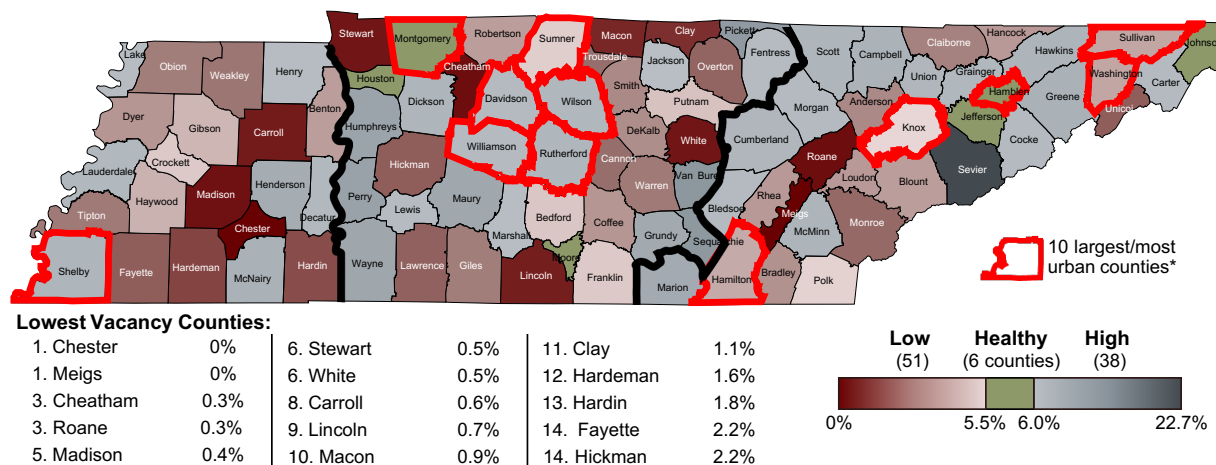 Lake
Obion
Weakley
Henry
Stewart
Montgomery
Robertson
Sumner
Macon
Trousdale
Clay
Pickett
Fentress
Scott
Campbell
Claiborne
Hancock
Hawkins
Sullivan
Johnson
Washington
Carter
Unicoi
Greene
Cocke
Hamblen
Grainger
Union
Jefferson
Sevier
Knox
Anderson
Morgan
Overton
Jackson
Smith
Putnam
Wilson
Davidson
Cheatham
Dickson
Houston
Humphreys
Benton
Carroll
Gibson
Dyer
Crockett
Lauderdale
Haywood
Madison
Henderson
Decatur
Perry
Hickman
Williamson
Rutherford
Cannon
DeKalb
White
Cumberland
Roane
Loudon
Blount
Monroe
Meigs
Rhea
McMinn
Bledsoe
Van Bure
Warren
Coffee
Bedford
Marshall
Maury
Lewis
Tipton
Chester
Shelby
Fayette
Hardeman
McNairy
Hardin
Wayne
Lawrence
Giles
Lincoln
Moore
Franklin
Grundy
Sequatchie
Marion
Hamilton
Bradley
Polk
10 largest/most
urban counties*
Lowest Vacancy Counties:
1. Chester 0%
1. Meigs 0%
3. Cheatham 0.3%
3. Roane 0.3%
5. Madison 0.4%
6. Stewart 0.5%
6. White 0.5%
8. Carroll 0.6%
9. Lincoln 0.7%
10. Macon 0.9%
11. Clay 1.1%
12. Hardeman 1.6%
13. Hardin 1.8%
14. Fayette 2.2%
14. Hickman 2.2%
Low Healthy High
(51) (6 counties) (38)
0% 5.5% 6.0% 22.7%